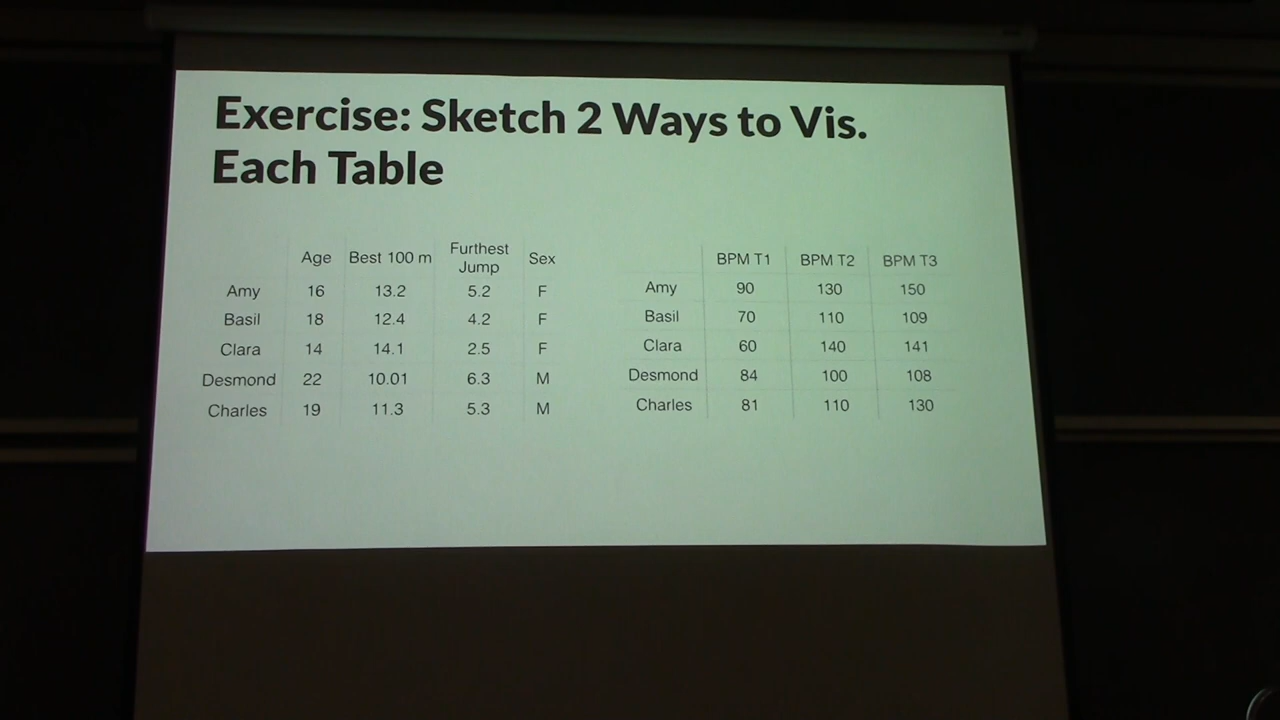 Exercise: Sketch 2 Ways to Vis.
Each Table
Age Best 100 m Furthest Jump Sex
Amy 16 13.2 5.2 F
Basil 18 12.4 4.2 F
Clara 14 14.1 2.5 F
Desmond 22 10.01 6.3 M
Charles 19 11.3 5.3 M
BPM T1 BPM T2 BPM T3
Amy 90 130 150
Basil 70 110 109
Clara 60 140 141
Desmond 84 100 108
Charles 81 110 130